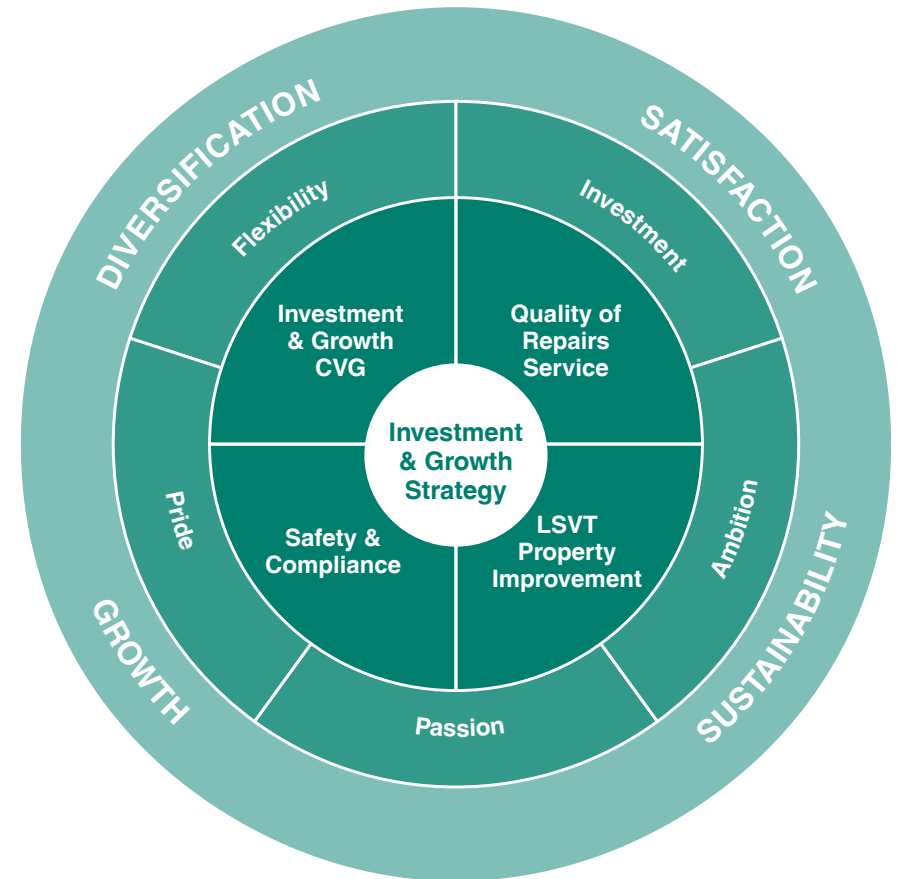 DIVERSIFICATION
SATISFACTION
Flexibility
Investment
Investment
& Growth
CVG
Quality of
Repairs
Service
Investment
& Growth
Strategy
Pride
Ambition
Safety &
Compliance
LSVT
Property
Improvement
GROWTH
SUSTAINABILITY
Passion